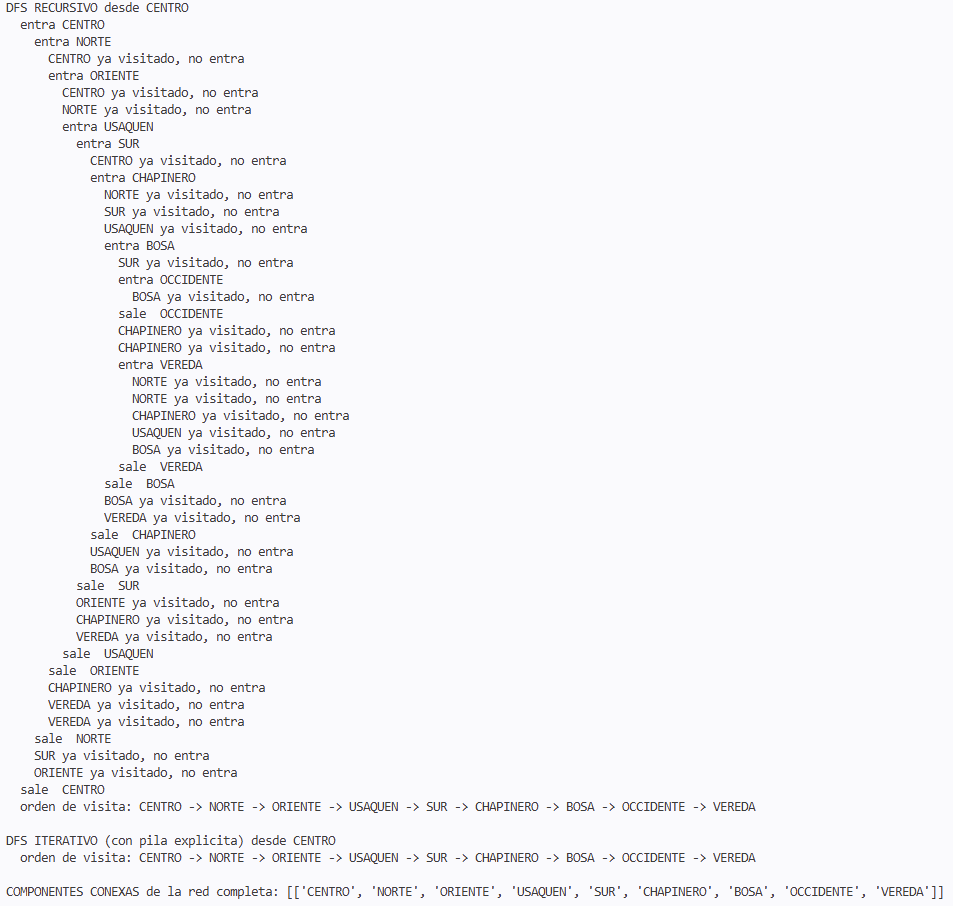 DFS RECURSIVO desde CENTRO
  entra CENTRO
    entra NORTE
      CENTRO ya visitado, no entra
      entra ORIENTE
        CENTRO ya visitado, no entra
        NORTE ya visitado, no entra
        entra USAQUEN
          entra SUR
            CENTRO ya visitado, no entra
            entra CHAPINERO
              NORTE ya visitado, no entra
              SUR ya visitado, no entra
              USAQUEN ya visitado, no entra
              entra BOSA
                SUR ya visitado, no entra
                entra OCCIDENTE
                  BOSA ya visitado, no entra
                sale  OCCIDENTE
                CHAPINERO ya visitado, no entra
                CHAPINERO ya visitado, no entra
                entra VEREDA
                  NORTE ya visitado, no entra
                  NORTE ya visitado, no entra
                  CHAPINERO ya visitado, no entra
                  USAQUEN ya visitado, no entra
                  BOSA ya visitado, no entra
                sale  VEREDA
              sale  BOSA
              BOSA ya visitado, no entra
              VEREDA ya visitado, no entra
            sale  CHAPINERO
            USAQUEN ya visitado, no entra
            BOSA ya visitado, no entra
          sale  SUR
          ORIENTE ya visitado, no entra
          CHAPINERO ya visitado, no entra
          VEREDA ya visitado, no entra
        sale  USAQUEN
      sale  ORIENTE
      CHAPINERO ya visitado, no entra
      VEREDA ya visitado, no entra
      VEREDA ya visitado, no entra
    sale  NORTE
    SUR ya visitado, no entra
    ORIENTE ya visitado, no entra
  sale  CENTRO
  orden de visita: CENTRO -> NORTE -> ORIENTE -> USAQUEN -> SUR -> CHAPINERO -> BOSA -> OCCIDENTE -> VEREDA

DFS ITERATIVO (con pila explicita) desde CENTRO
  orden de visita: CENTRO -> NORTE -> ORIENTE -> USAQUEN -> SUR -> CHAPINERO -> BOSA -> OCCIDENTE -> VEREDA

COMPONENTES CONEXAS de la red completa: [['CENTRO', 'NORTE', 'ORIENTE', 'USAQUEN', 'SUR', 'CHAPINERO', 'BOSA', 'OCCIDENTE', 'VEREDA']]